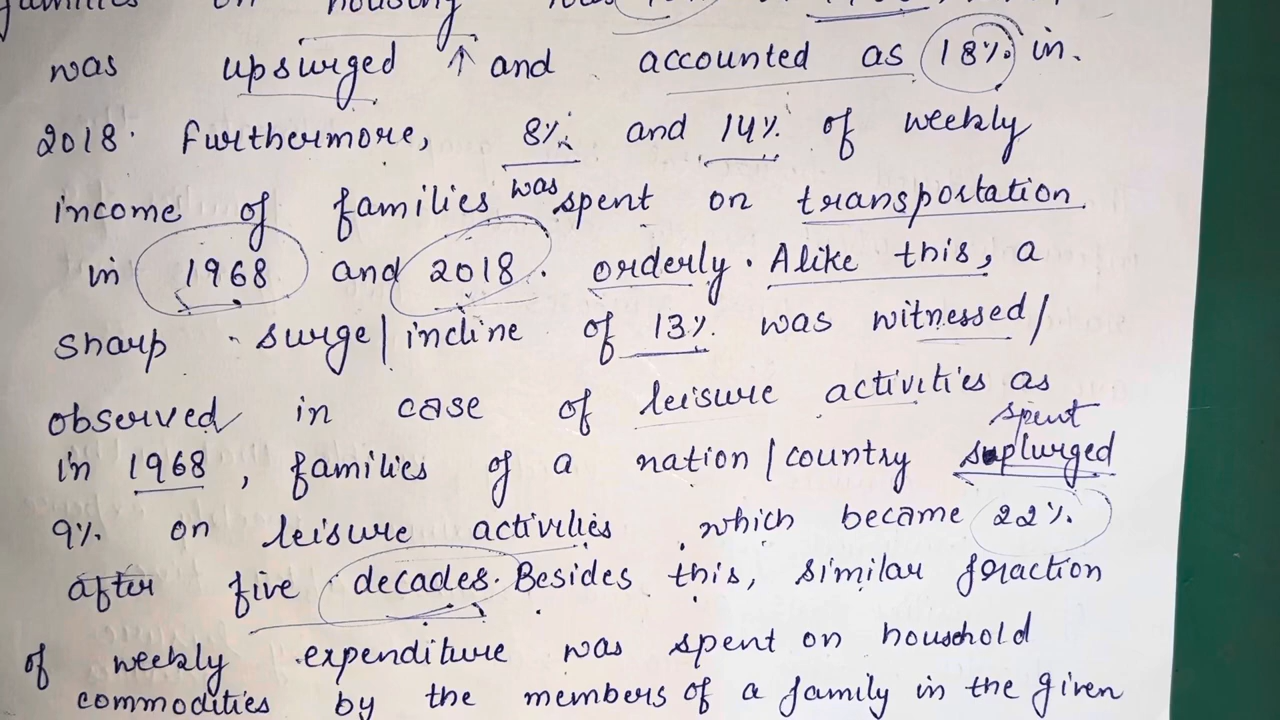 families on housing was
was upsurged ↑ and accounted as 18% in
2018. Furthermore, 8% and 14% of weekly
income of families was spent on transportation
in 1968 and 2018. orderly. Alike this, a
sharp surge/incline of 13% was witnessed/
observed in case of leisure activities as
spent
in 1968, families of a nation/country splurged
9% on leisure activities which became 22%
after five decades. Besides this, similar fraction
of weekly expenditure was spent on household
commodities by the members of a family in the given